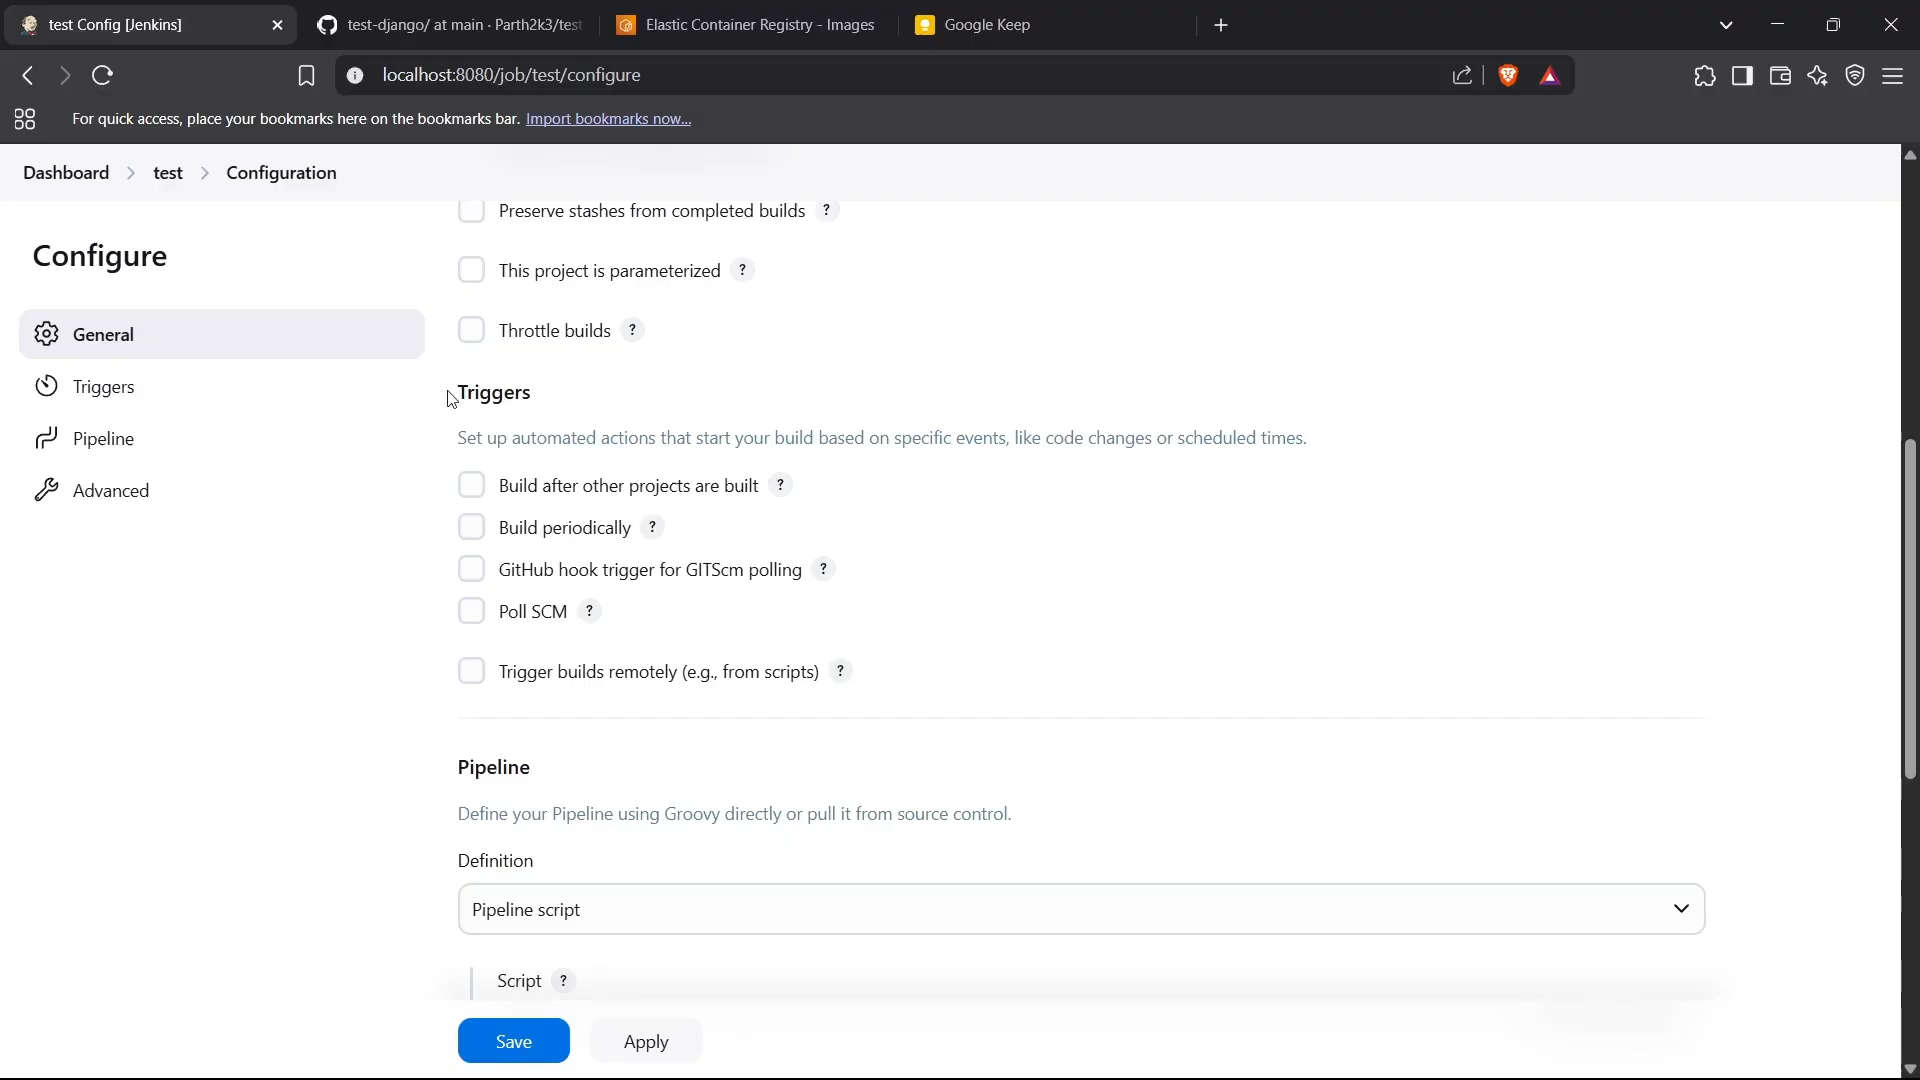 test Config [Jenkins]
test-django/ at main · Parth2k3/test
Elastic Container Registry - Images
Google Keep
localhost:8080/job/test/configure
For quick access, place your bookmarks here on the bookmarks bar. Import bookmarks now...
Dashboard > test > Configuration
Configure
General
Triggers
Pipeline
Advanced
Preserve stashes from completed builds ?
This project is parameterized ?
Throttle builds ?
Triggers
Set up automated actions that start your build based on specific events, like code changes or scheduled times.
Build after other projects are built ?
Build periodically ?
GitHub hook trigger for GITScm polling ?
Poll SCM ?
Trigger builds remotely (e.g., from scripts) ?
Pipeline
Define your Pipeline using Groovy directly or pull it from source control.
Definition
Pipeline script
Script ?
Save
Apply